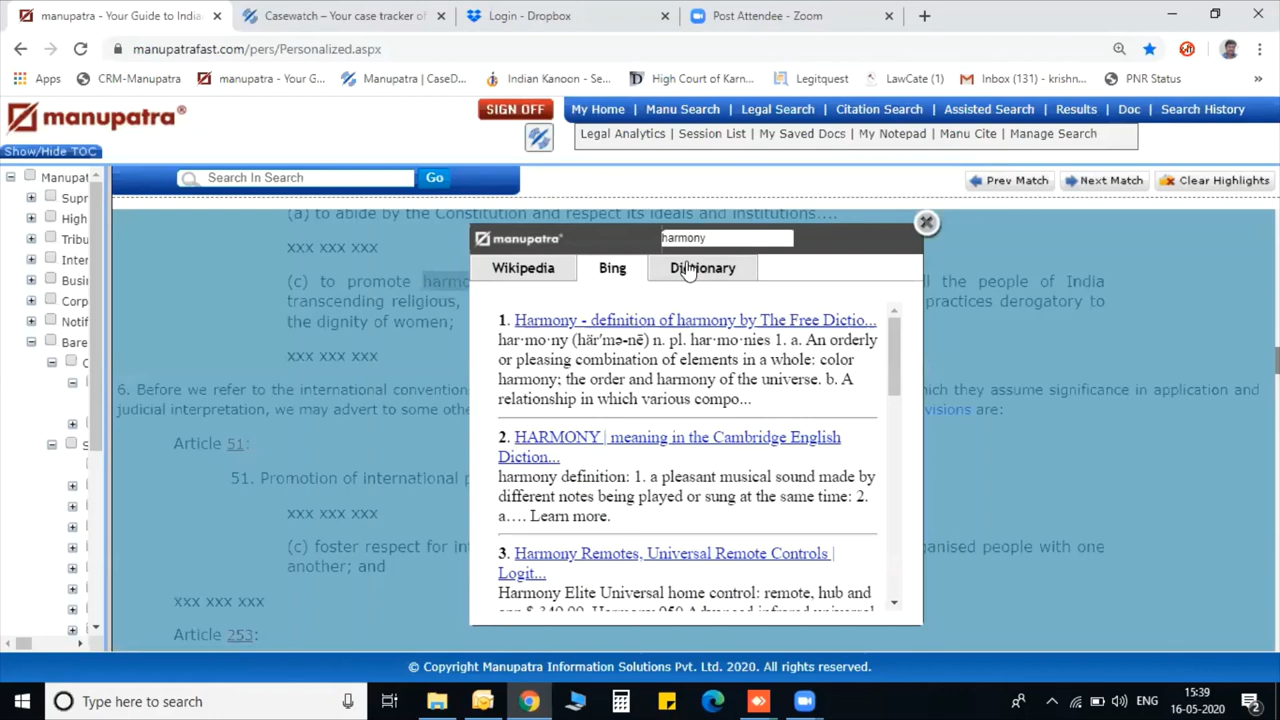 manupatra - Your Guide to India
Casewatch – Your case tracker of
Login - Dropbox
Post Attendee - Zoom
manupatrafast.com/pers/Personalized.aspx
Apps
CRM-Manupatra
manupatra - Your G...
Manupatra | CaseD...
Indian Kanoon - Se...
High Court of Karn...
Legitquest
LawCate (1)
Inbox (131) - krishn...
PNR Status
manupatra®
SIGN OFF
My Home | Manu Search | Legal Search | Citation Search | Assisted Search | Results | Doc | Search History
Legal Analytics | Session List | My Saved Docs | My Notepad | Manu Cite | Manage Search
Show/Hide TOC
Search In Search
Go
Prev Match
Next Match
Clear Highlights
Manupat
Supr
High
Tribu
Inter
Busi
Corp
Notif
Bare
(a) to abide by the Constitution and respect its ideals and institutions....
xxx xxx xxx
(c) to promote harmo
ll the people of India
transcending religious,
practices derogatory to
the dignity of women;
xxx xxx xxx
6. Before we refer to the international convention
which they assume significance in application and
judicial interpretation, we may advert to some othe
visions are:
Article 51:
51. Promotion of international p
xxx xxx xxx
(c) foster respect for in
ganised people with one
another; and
xxx xxx xxx
Article 253:
manupatra®
harmony
Wikipedia
Bing
Dictionary
1. Harmony - definition of harmony by The Free Dictio...
har·mo·ny (här′mə-nē) n. pl. har·mo·nies 1. a. An orderly
or pleasing combination of elements in a whole: color
harmony; the order and harmony of the universe. b. A
relationship in which various compo...
2. HARMONY | meaning in the Cambridge English
Diction...
harmony definition: 1. a pleasant musical sound made by
different notes being played or sung at the same time: 2.
a.... Learn more.
3. Harmony Remotes, Universal Remote Controls |
Logit...
Harmony Elite Universal home control: remote, hub and
© Copyright Manupatra Information Solutions Pvt. Ltd. 2020. All rights reserved.
Type here to search
ENG
15:39
16-05-2020
2